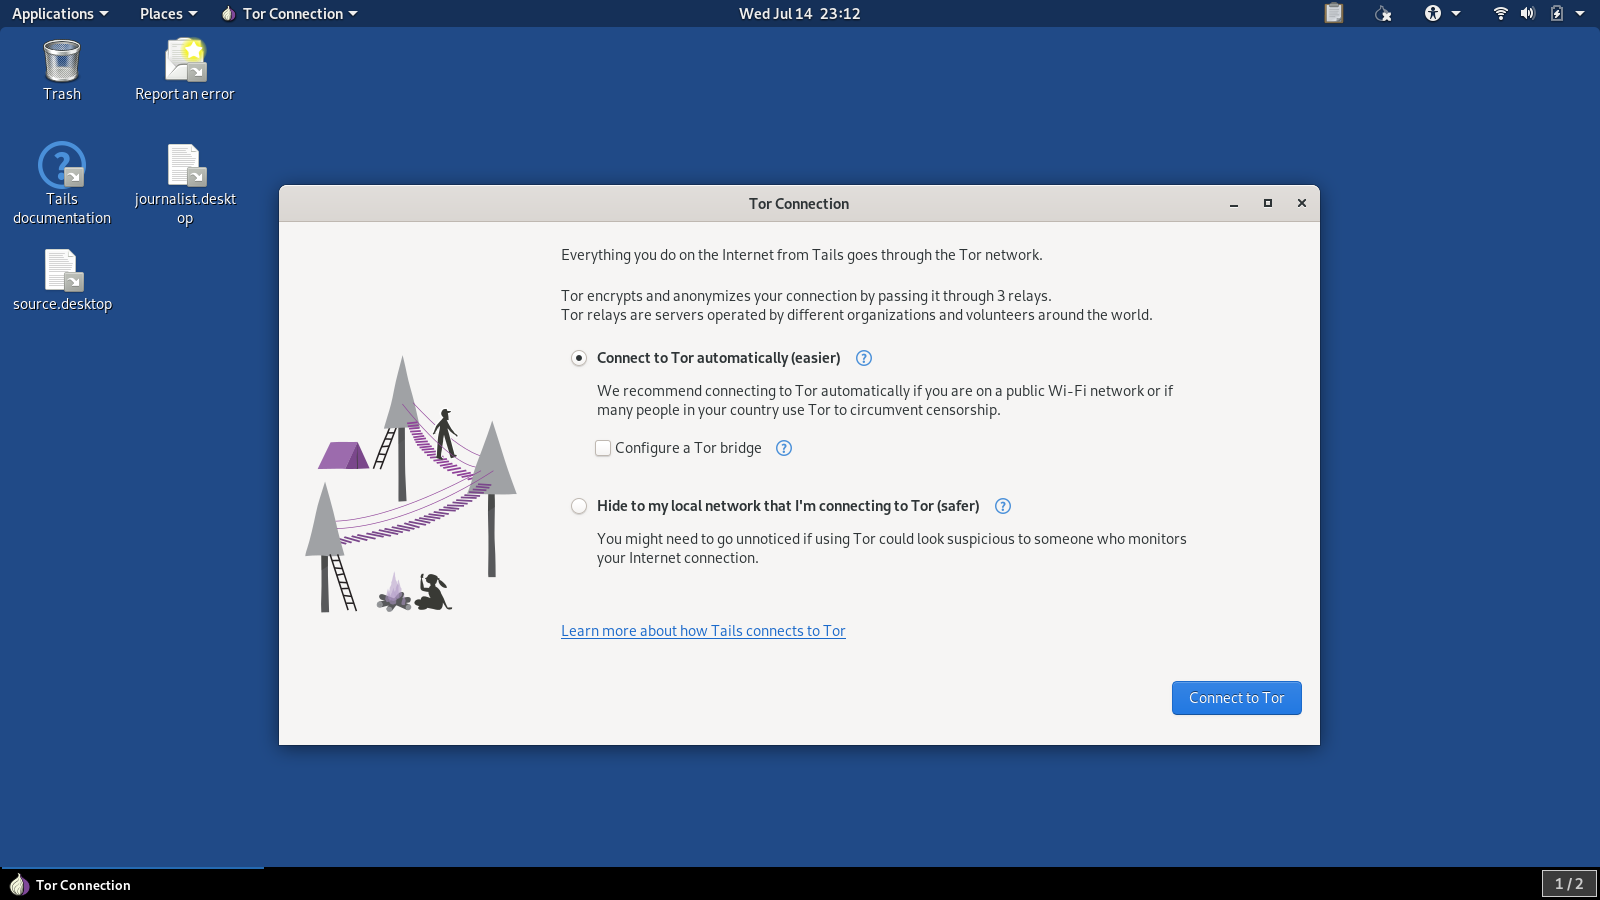 Applications Places Tor Connection Wed Jul 14 23:12
Trash
Report an error
Tails
documentation
journalist.deskt
op
source.desktop
Tor Connection
Everything you do on the Internet from Tails goes through the Tor network.
Tor encrypts and anonymizes your connection by passing it through 3 relays.
Tor relays are servers operated by different organizations and volunteers around the world.
Connect to Tor automatically (easier) ?
We recommend connecting to Tor automatically if you are on a public Wi-Fi network or if
many people in your country use Tor to circumvent censorship.
Configure a Tor bridge ?
Hide to my local network that I'm connecting to Tor (safer) ?
You might need to go unnoticed if using Tor could look suspicious to someone who monitors
your Internet connection.
Learn more about how Tails connects to Tor
Connect to Tor
Tor Connection
1 / 2